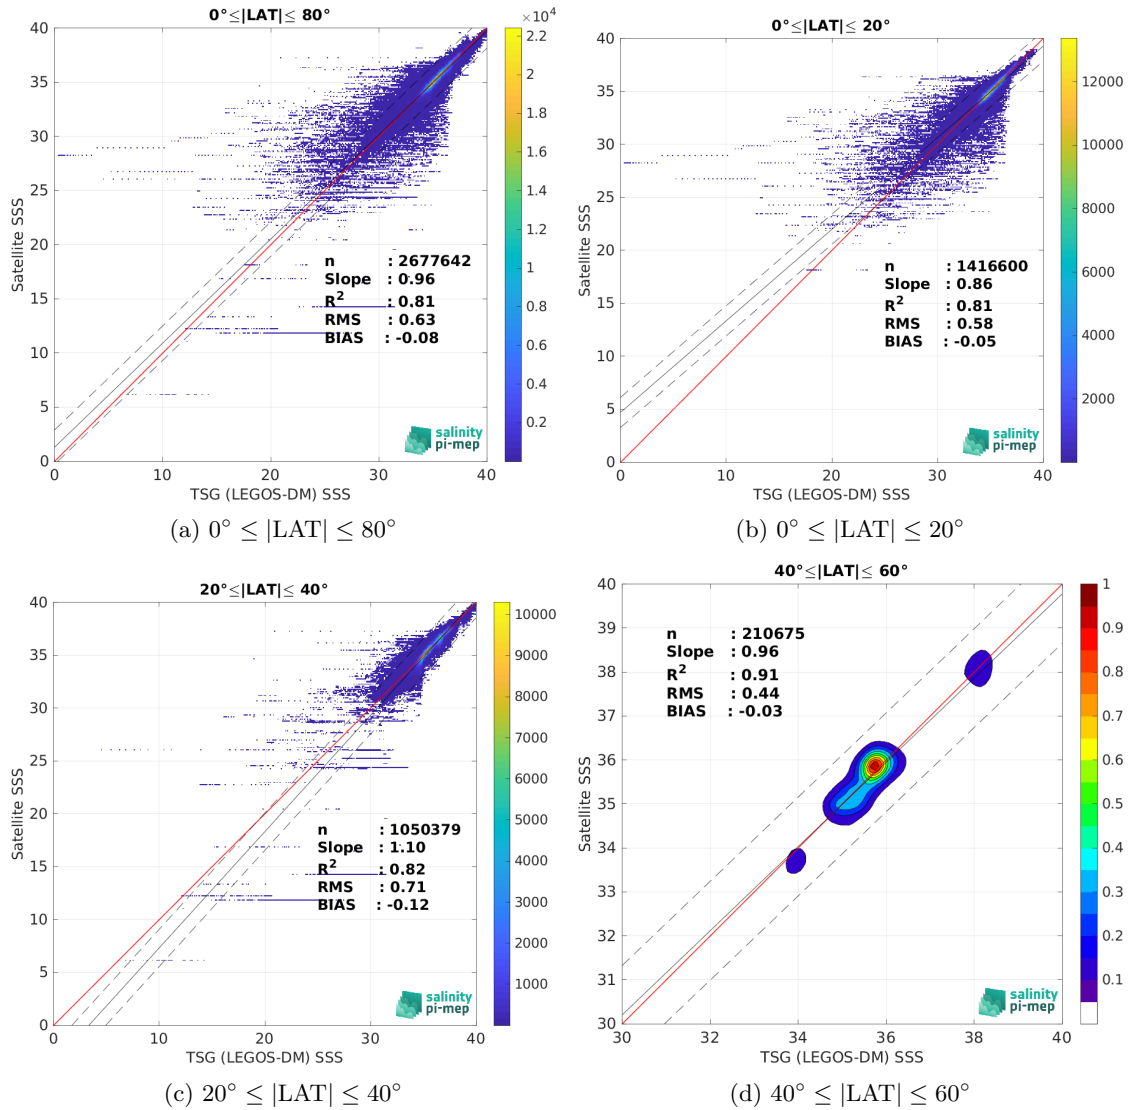 0°≤|LAT|≤ 80°
×10⁴
Satellite SSS
40
35
30
25
20
15
10
5
0
n : 2677642
Slope : 0.96
R² : 0.81
RMS : 0.63
BIAS : -0.08
2.2
2
1.8
1.6
1.4
1.2
1
0.8
0.6
0.4
0.2
salinity
pi-mep
0 10 20 30 40
TSG (LEGOS-DM) SSS
(a) 0° ≤ |LAT| ≤ 80°
0°≤|LAT|≤ 20°
Satellite SSS
40
35
30
25
20
15
10
5
0
n : 1416600
Slope : 0.86
R² : 0.81
RMS : 0.58
BIAS : -0.05
12000
10000
8000
6000
4000
2000
salinity
pi-mep
0 10 20 30 40
TSG (LEGOS-DM) SSS
(b) 0° ≤ |LAT| ≤ 20°
20°≤|LAT|≤ 40°
Satellite SSS
40
35
30
25
20
15
10
5
0
n : 1050379
Slope : 1.10
R² : 0.82
RMS : 0.71
BIAS : -0.12
10000
9000
8000
7000
6000
5000
4000
3000
2000
1000
salinity
pi-mep
0 10 20 30 40
TSG (LEGOS-DM) SSS
(c) 20° ≤ |LAT| ≤ 40°
40°≤|LAT|≤ 60°
Satellite SSS
40
39
38
37
36
35
34
33
32
31
30
n : 210675
Slope : 0.96
R² : 0.91
RMS : 0.44
BIAS : -0.03
1
0.9
0.8
0.7
0.6
0.5
0.4
0.3
0.2
0.1
salinity
pi-mep
30 32 34 36 38 40
TSG (LEGOS-DM) SSS
(d) 40° ≤ |LAT| ≤ 60°